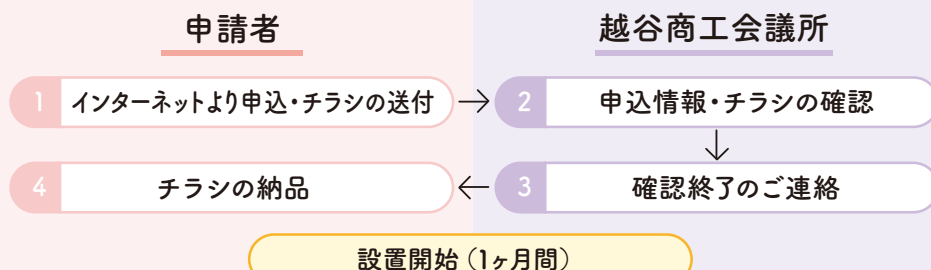 申請者
越谷商工会議所
1 インターネットより申込・チラシの送付
2 申込情報・チラシの確認
3 確認終了のご連絡
4 チラシの納品
設置開始（1ヶ月間）